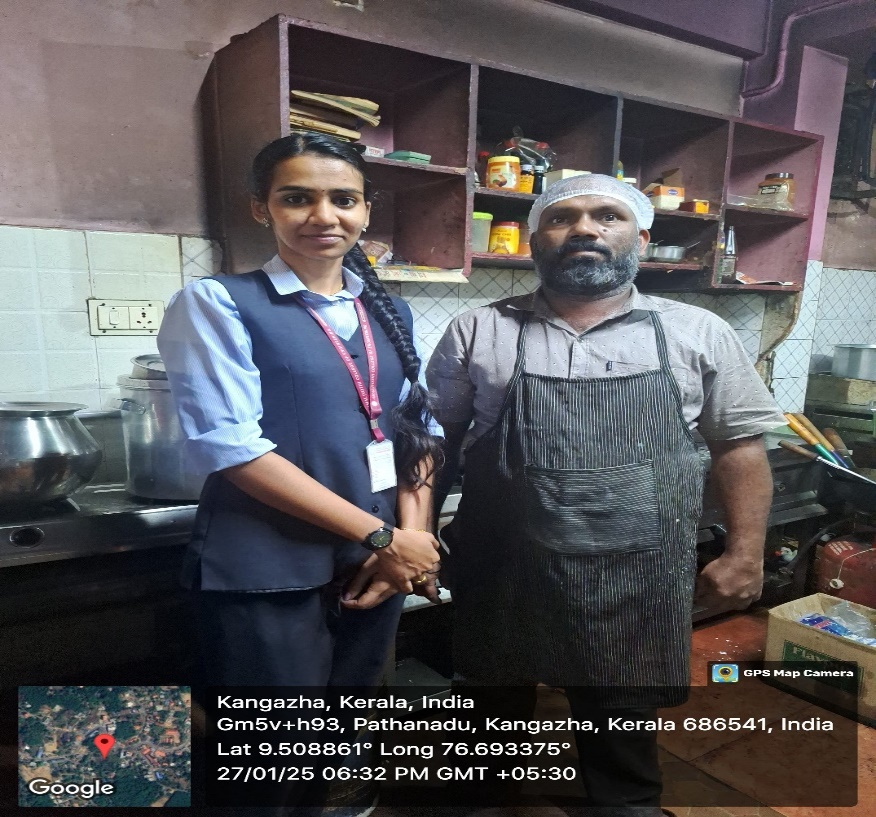 GPS Map Camera
Kangazha, Kerala, India
Gm5v+h93, Pathanadu, Kangazha, Kerala 686541, India
Lat 9.508861° Long 76.693375°
27/01/25 06:32 PM GMT +05:30
Google